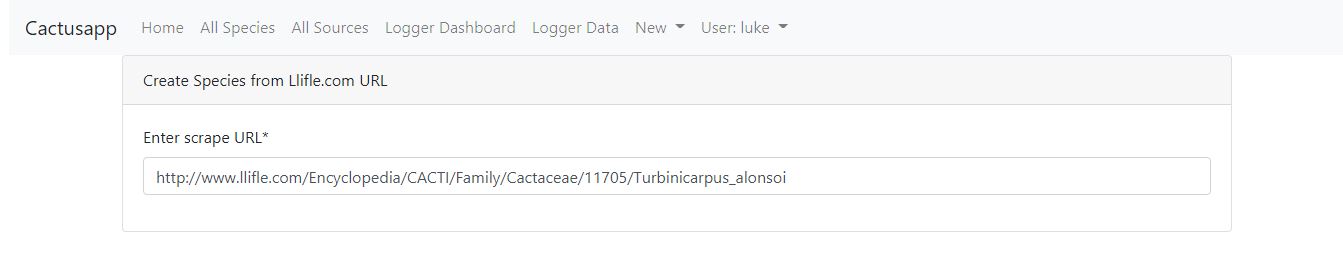 Cactusapp Home All Species All Sources Logger Dashboard Logger Data New User: luke
Create Species from Llifle.com URL
Enter scrape URL*
http://www.llifle.com/Encyclopedia/CACTI/Family/Cactaceae/11705/Turbinicarpus_alonsoi